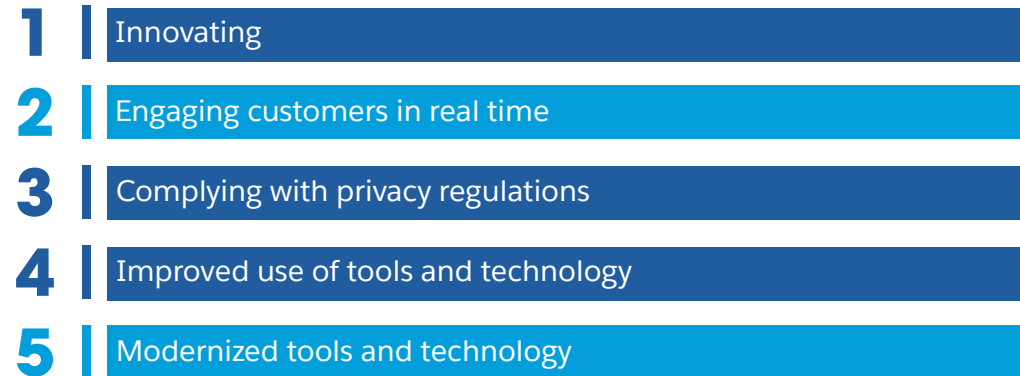 1 Innovating
2 Engaging customers in real time
3 Complying with privacy regulations
4 Improved use of tools and technology
5 Modernized tools and technology